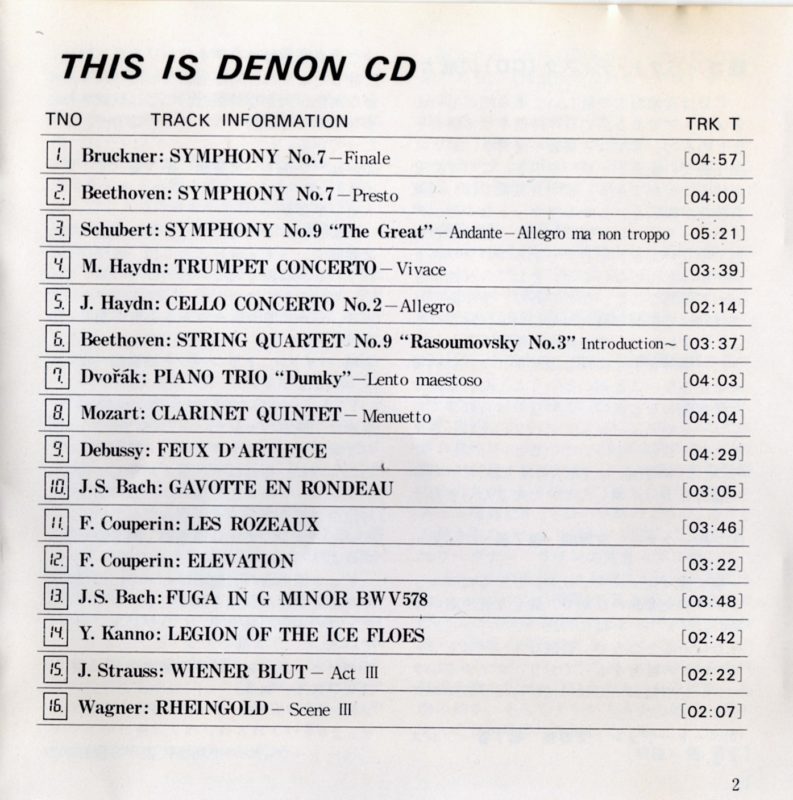 THIS IS DENON CD
TNO TRACK INFORMATION TRK T
1. Bruckner: SYMPHONY No.7—Finale [04:57]
2. Beethoven: SYMPHONY No.7—Presto [04:00]
3. Schubert: SYMPHONY No.9 "The Great"—Andante—Allegro ma non troppo [05:21]
4. M. Haydn: TRUMPET CONCERTO—Vivace [03:39]
5. J. Haydn: CELLO CONCERTO No.2—Allegro [02:14]
6. Beethoven: STRING QUARTET No.9 "Rasoumovsky No.3" Introduction~ [03:37]
7. Dvořák: PIANO TRIO "Dumky"—Lento maestoso [04:03]
8. Mozart: CLARINET QUINTET—Menuetto [04:04]
9. Debussy: FEUX D'ARTIFICE [04:29]
10. J.S. Bach: GAVOTTE EN RONDEAU [03:05]
11. F. Couperin: LES ROZEAUX [03:46]
12. F. Couperin: ELEVATION [03:22]
13. J.S. Bach: FUGA IN G MINOR BWV578 [03:48]
14. Y. Kanno: LEGION OF THE ICE FLOES [02:42]
15. J. Strauss: WIENER BLUT— Act III [02:22]
16. Wagner: RHEINGOLD—Scene III [02:07]
2